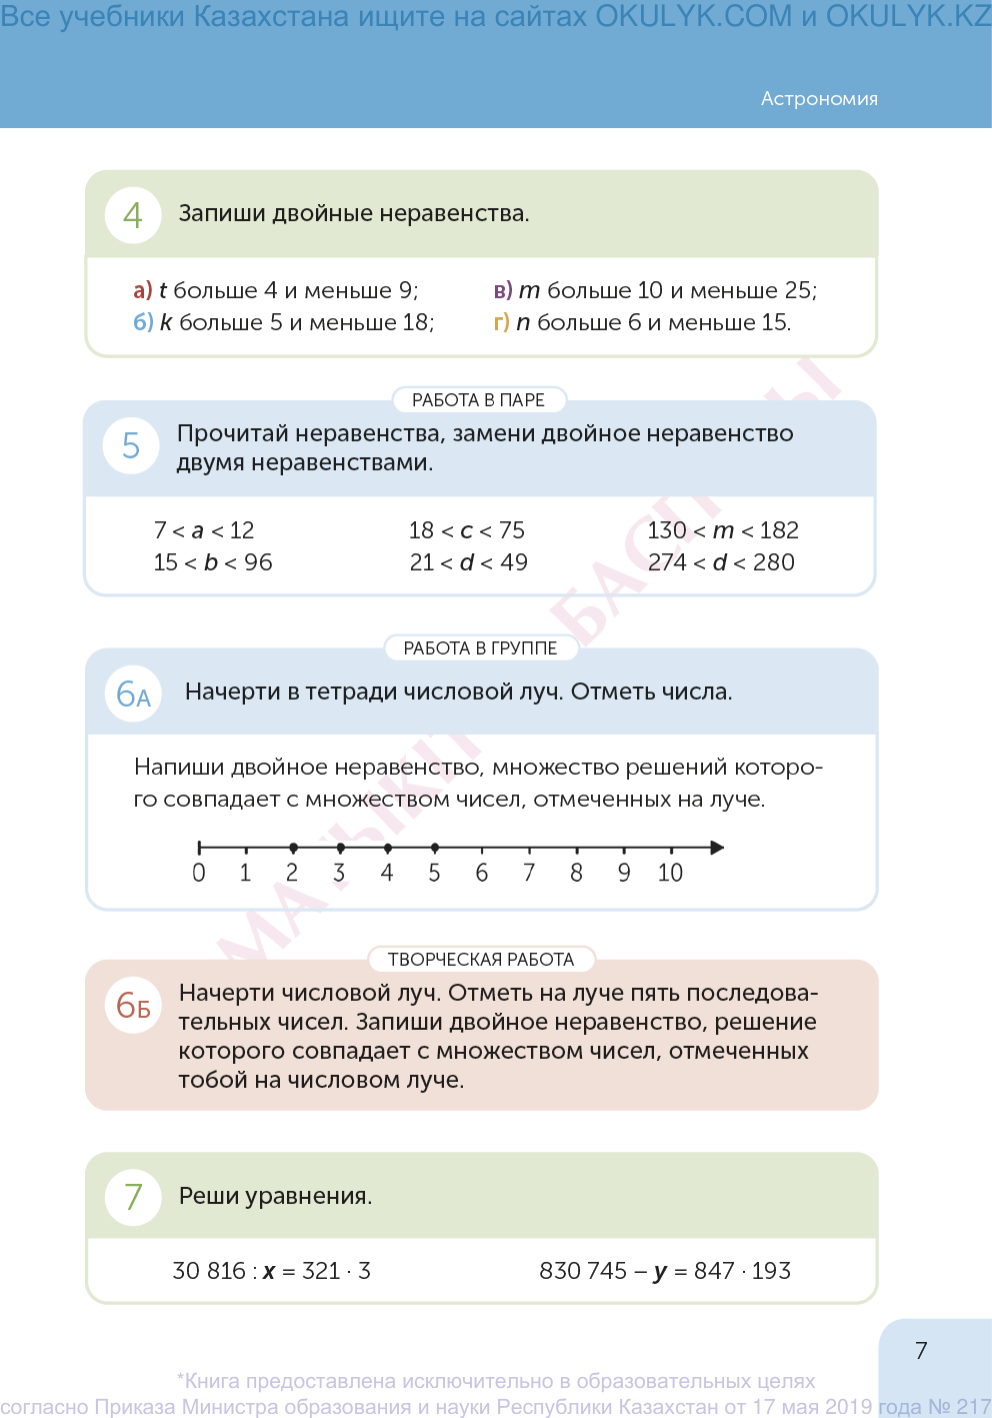 Все учебники Казахстана ищите на сайтах OKULYK.COM и OKULYK.KZ
Астрономия
4 Запиши двойные неравенства.
а) t больше 4 и меньше 9; в) m больше 10 и меньше 25;
б) k больше 5 и меньше 18; г) n больше 6 и меньше 15.
РАБОТА В ПАРЕ
5 Прочитай неравенства, замени двойное неравенство
двумя неравенствами.
7 < a < 12 18 < c < 75 130 < m < 182
15 < b < 96 21 < d < 49 274 < d < 280
РАБОТА В ГРУППЕ
6А Начерти в тетради числовой луч. Отметь числа.
Напиши двойное неравенство, множество решений которо-
го совпадает с множеством чисел, отмеченных на луче.
0 1 2 3 4 5 6 7 8 9 10
ТВОРЧЕСКАЯ РАБОТА
6Б Начерти числовой луч. Отметь на луче пять последова-
тельных чисел. Запиши двойное неравенство, решение
которого совпадает с множеством чисел, отмеченных
тобой на числовом луче.
7 Реши уравнения.
30 816 : x = 321 · 3 830 745 – y = 847 · 193
7
*Книга предоставлена исключительно в образовательных целях
согласно Приказа Министра образования и науки Республики Казахстан от 17 мая 2019 года № 217